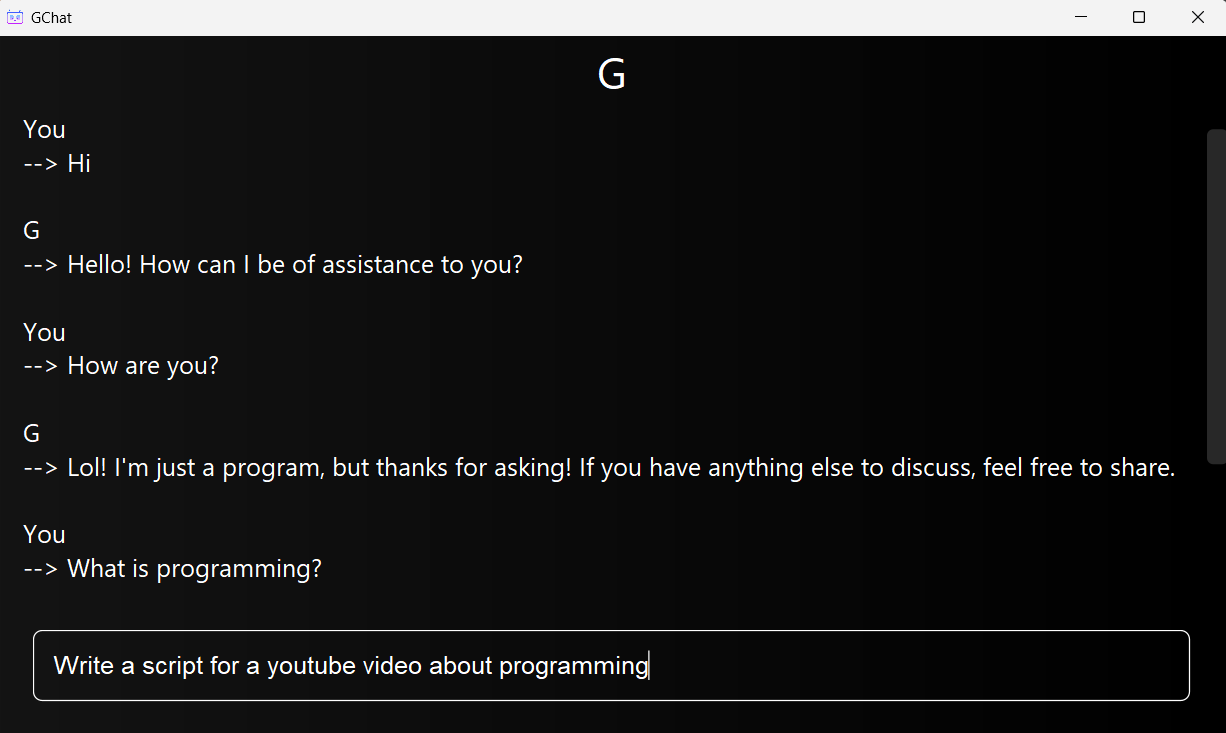 GChat
G
You
--> Hi
G
--> Hello! How can I be of assistance to you?
You
--> How are you?
G
--> Lol! I'm just a program, but thanks for asking! If you have anything else to discuss, feel free to share.
You
--> What is programming?
Write a script for a youtube video about programming